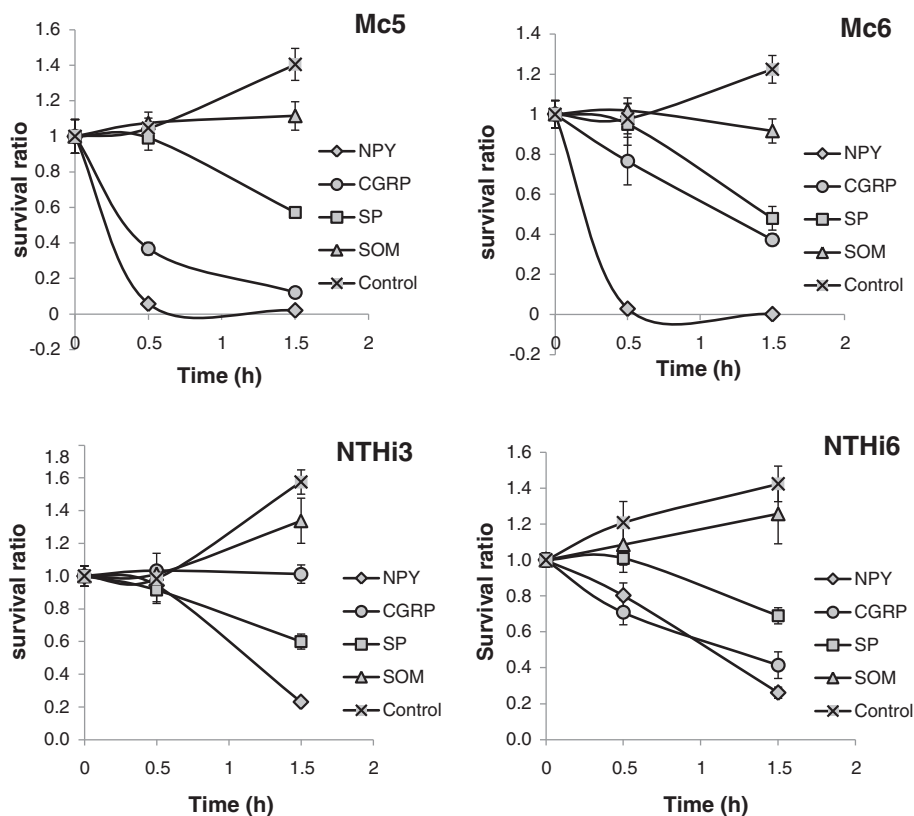 Mc5
1.6
1.4
1.2
1.0
0.8
0.6
0.4
0.2
0
-0.2
survival ratio
0
0.5
1
1.5
2
Time (h)
NPY
CGRP
SP
SOM
Control
Mc6
1.4
1.2
1.0
0.8
0.6
0.4
0.2
0
-0.2
survival ratio
0
0.5
1
1.5
2
Time (h)
NPY
CGRP
SP
SOM
Control
NTHi3
1.8
1.6
1.4
1.2
1.0
0.8
0.6
0.4
0.2
0.0
survival ratio
0
0.5
1
1.5
2
Time (h)
NPY
CGRP
SP
SOM
Control
NTHi6
1.6
1.4
1.2
1.0
0.8
0.6
0.4
0.2
0.0
Survival ratio
0
0.5
1
1.5
2
Time (h)
NPY
CGRP
SP
SOM
Control